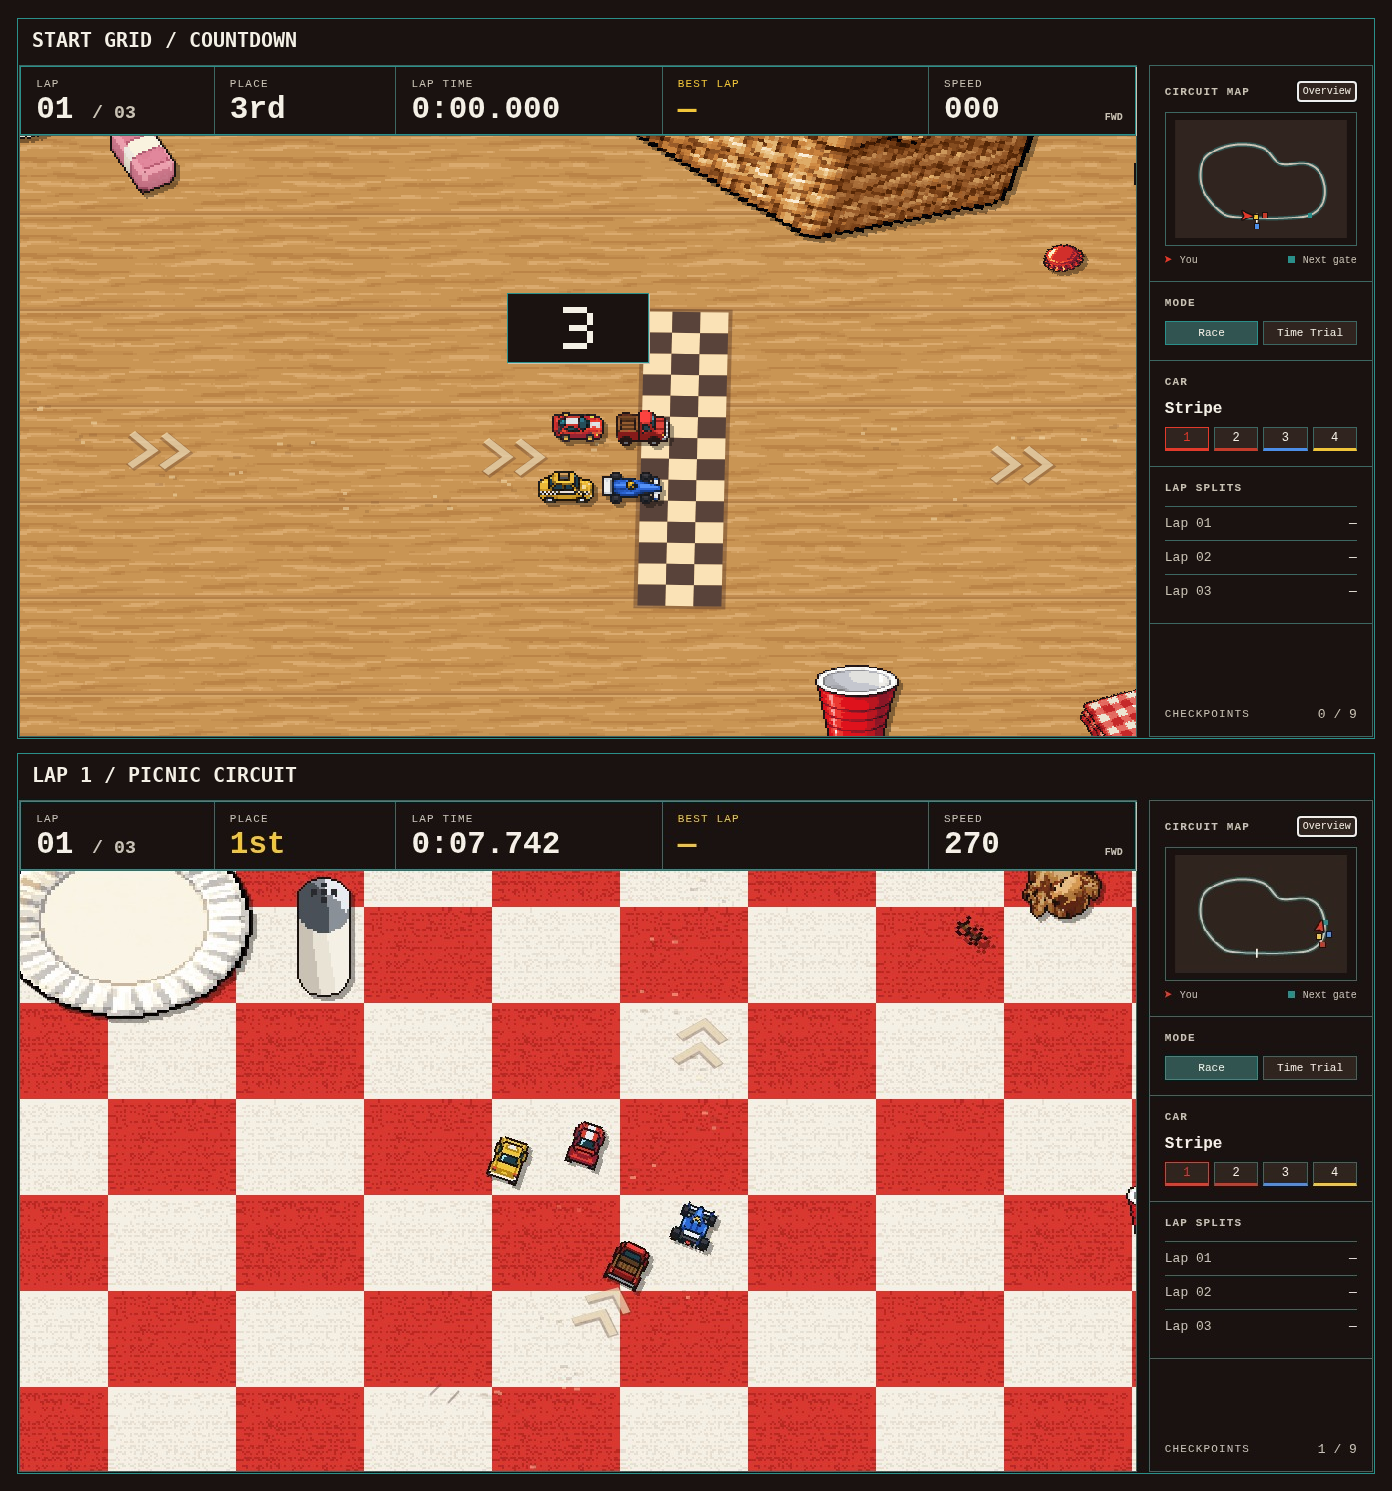 START GRID / COUNTDOWN
LAP
01 / 03
PLACE
3rd
LAP TIME
0:00.000
BEST LAP
—
SPEED
000
FWD
3
CIRCUIT MAP
Overview
You
Next gate
MODE
Race
Time Trial
CAR
Stripe
1 2 3 4
LAP SPLITS
Lap 01 —
Lap 02 —
Lap 03 —
CHECKPOINTS 0 / 9
LAP 1 / PICNIC CIRCUIT
LAP
01 / 03
PLACE
1st
LAP TIME
0:07.742
BEST LAP
—
SPEED
270
FWD
CIRCUIT MAP
Overview
You
Next gate
MODE
Race
Time Trial
CAR
Stripe
1 2 3 4
LAP SPLITS
Lap 01 —
Lap 02 —
Lap 03 —
CHECKPOINTS 1 / 9